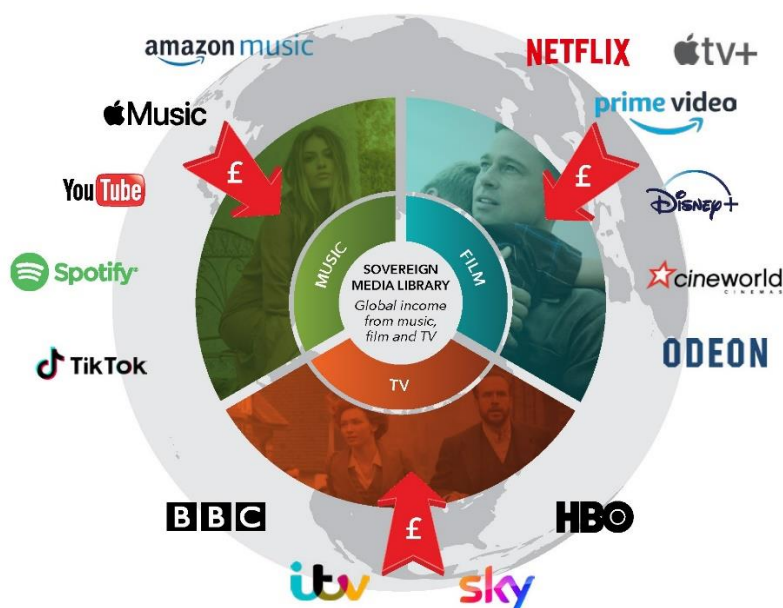 amazon music
NETFLIX
tv+
Music
prime video
£
£
YouTube
Disney+
MUSIC
FILM
SOVEREIGN
MEDIA LIBRARY
Global income
from music,
film and TV
Spotify
cineworld
CINEMAS
TikTok
TV
ODEON
BBC
£
HBO
itv
sky